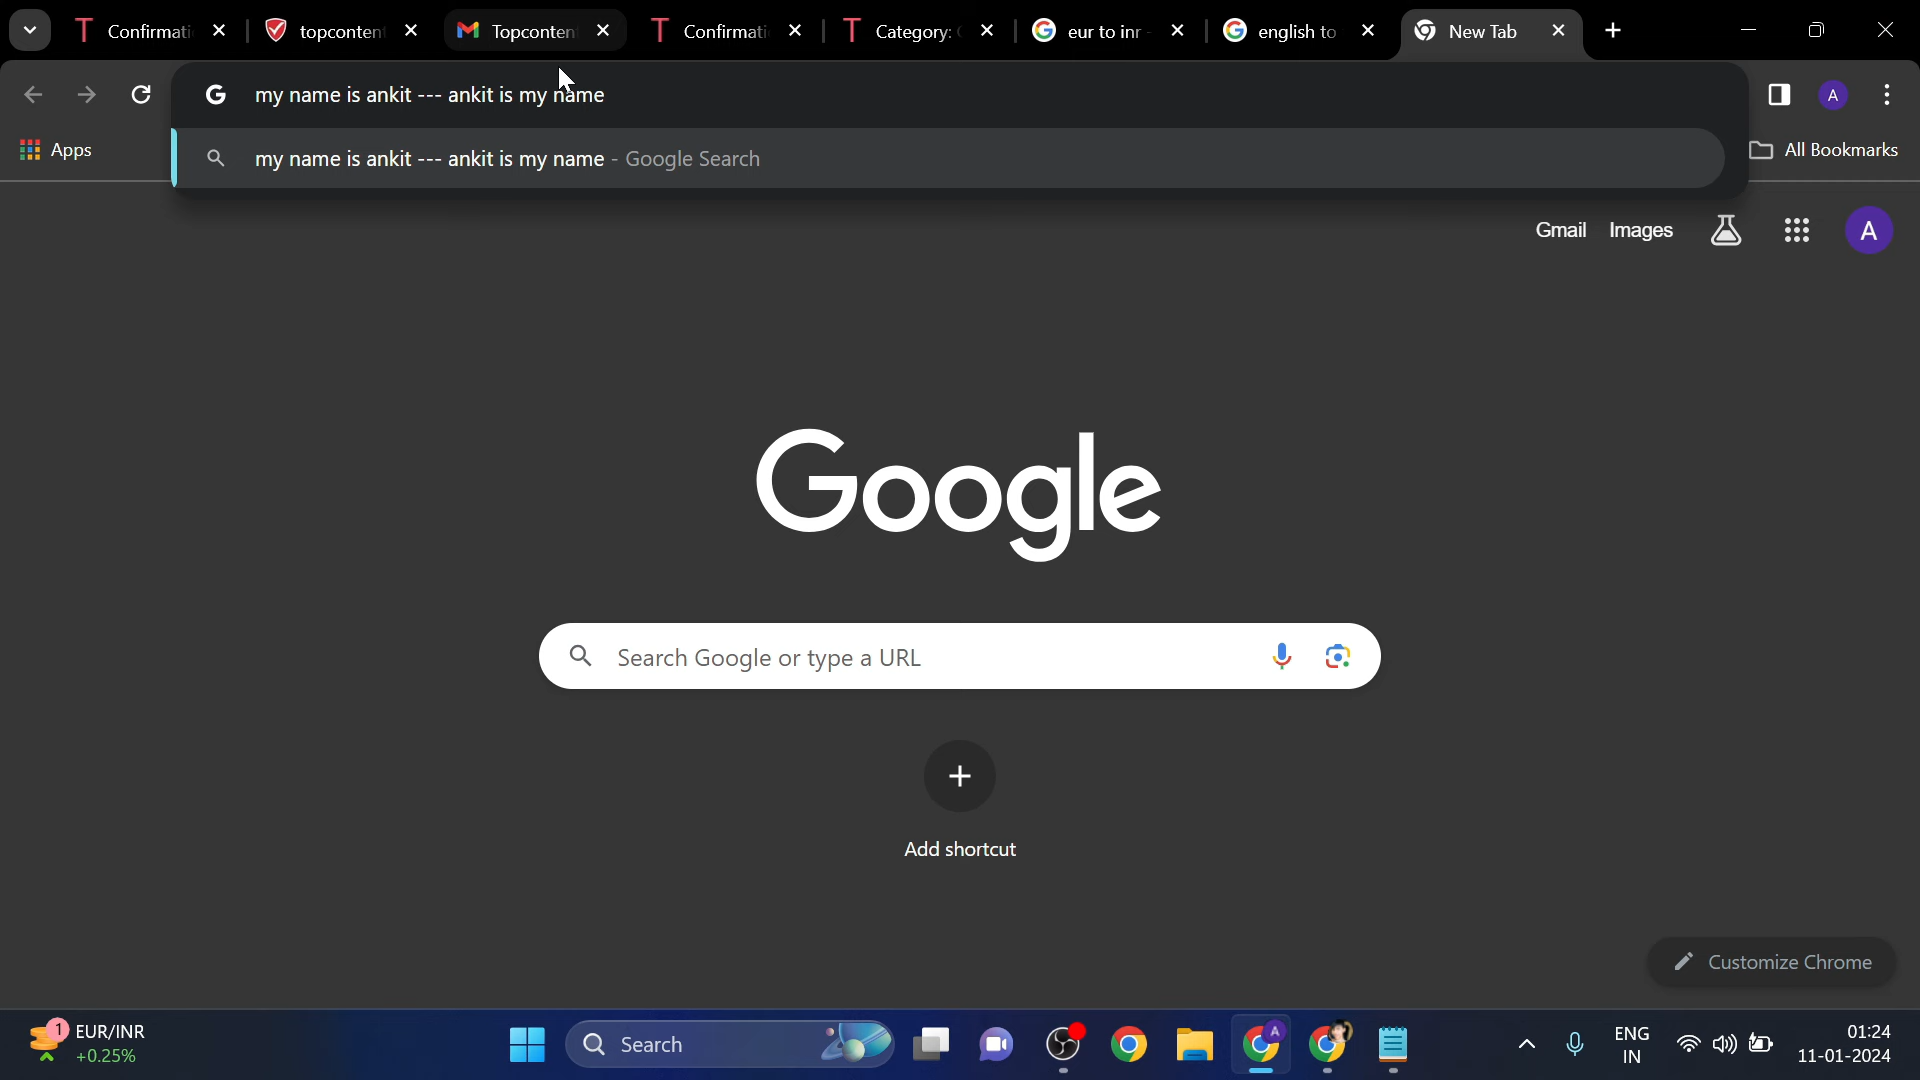 Confirmati
topconten
Topconten
Confirmati
Category: C
eur to inr -
english to
New Tab
my name is ankit --- ankit is my name
A
Apps
my name is ankit --- ankit is my name - Google Search
All Bookmarks
Gmail Images A
Google
Search Google or type a URL
Add shortcut
Customize Chrome
1 EUR/INR
+0.25%
Search
A
ENG
IN
01:24
11-01-2024